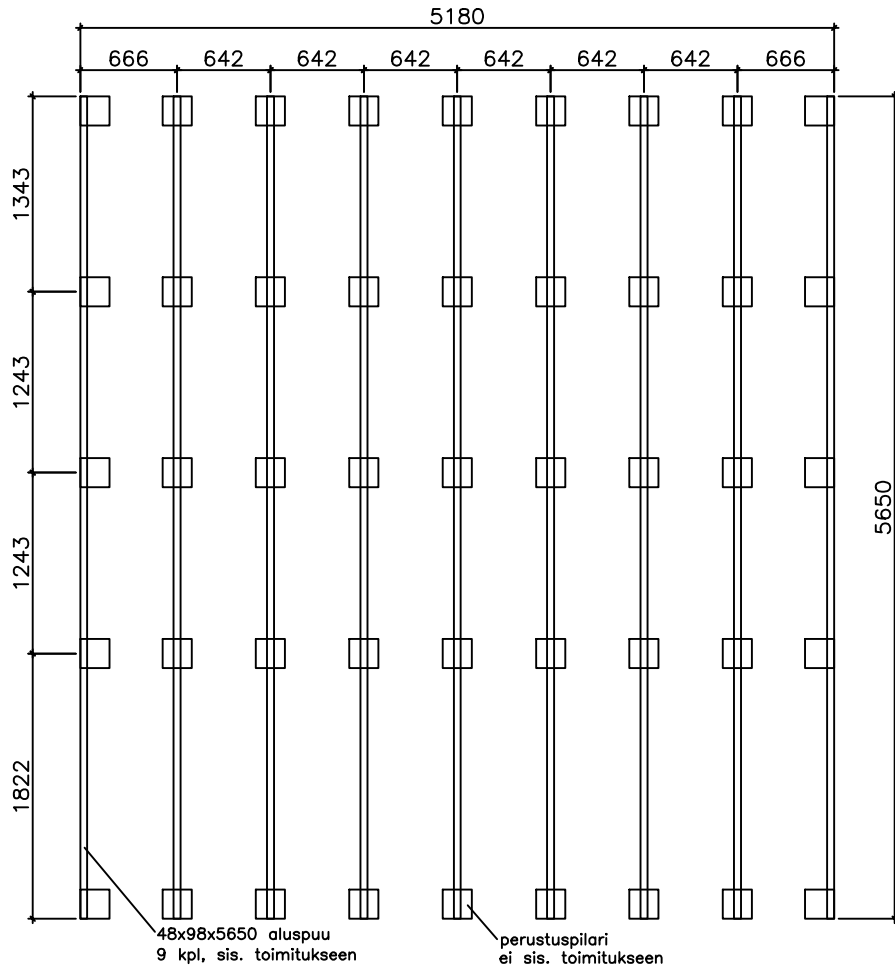 5180
666 642 642 642 642 642 642 666
1343
1243
1243
1822
5650
48x98x5650 aluspuu
9 kpl, sis. toimitukseen
perustuspilari
ei sis. toimitukseen